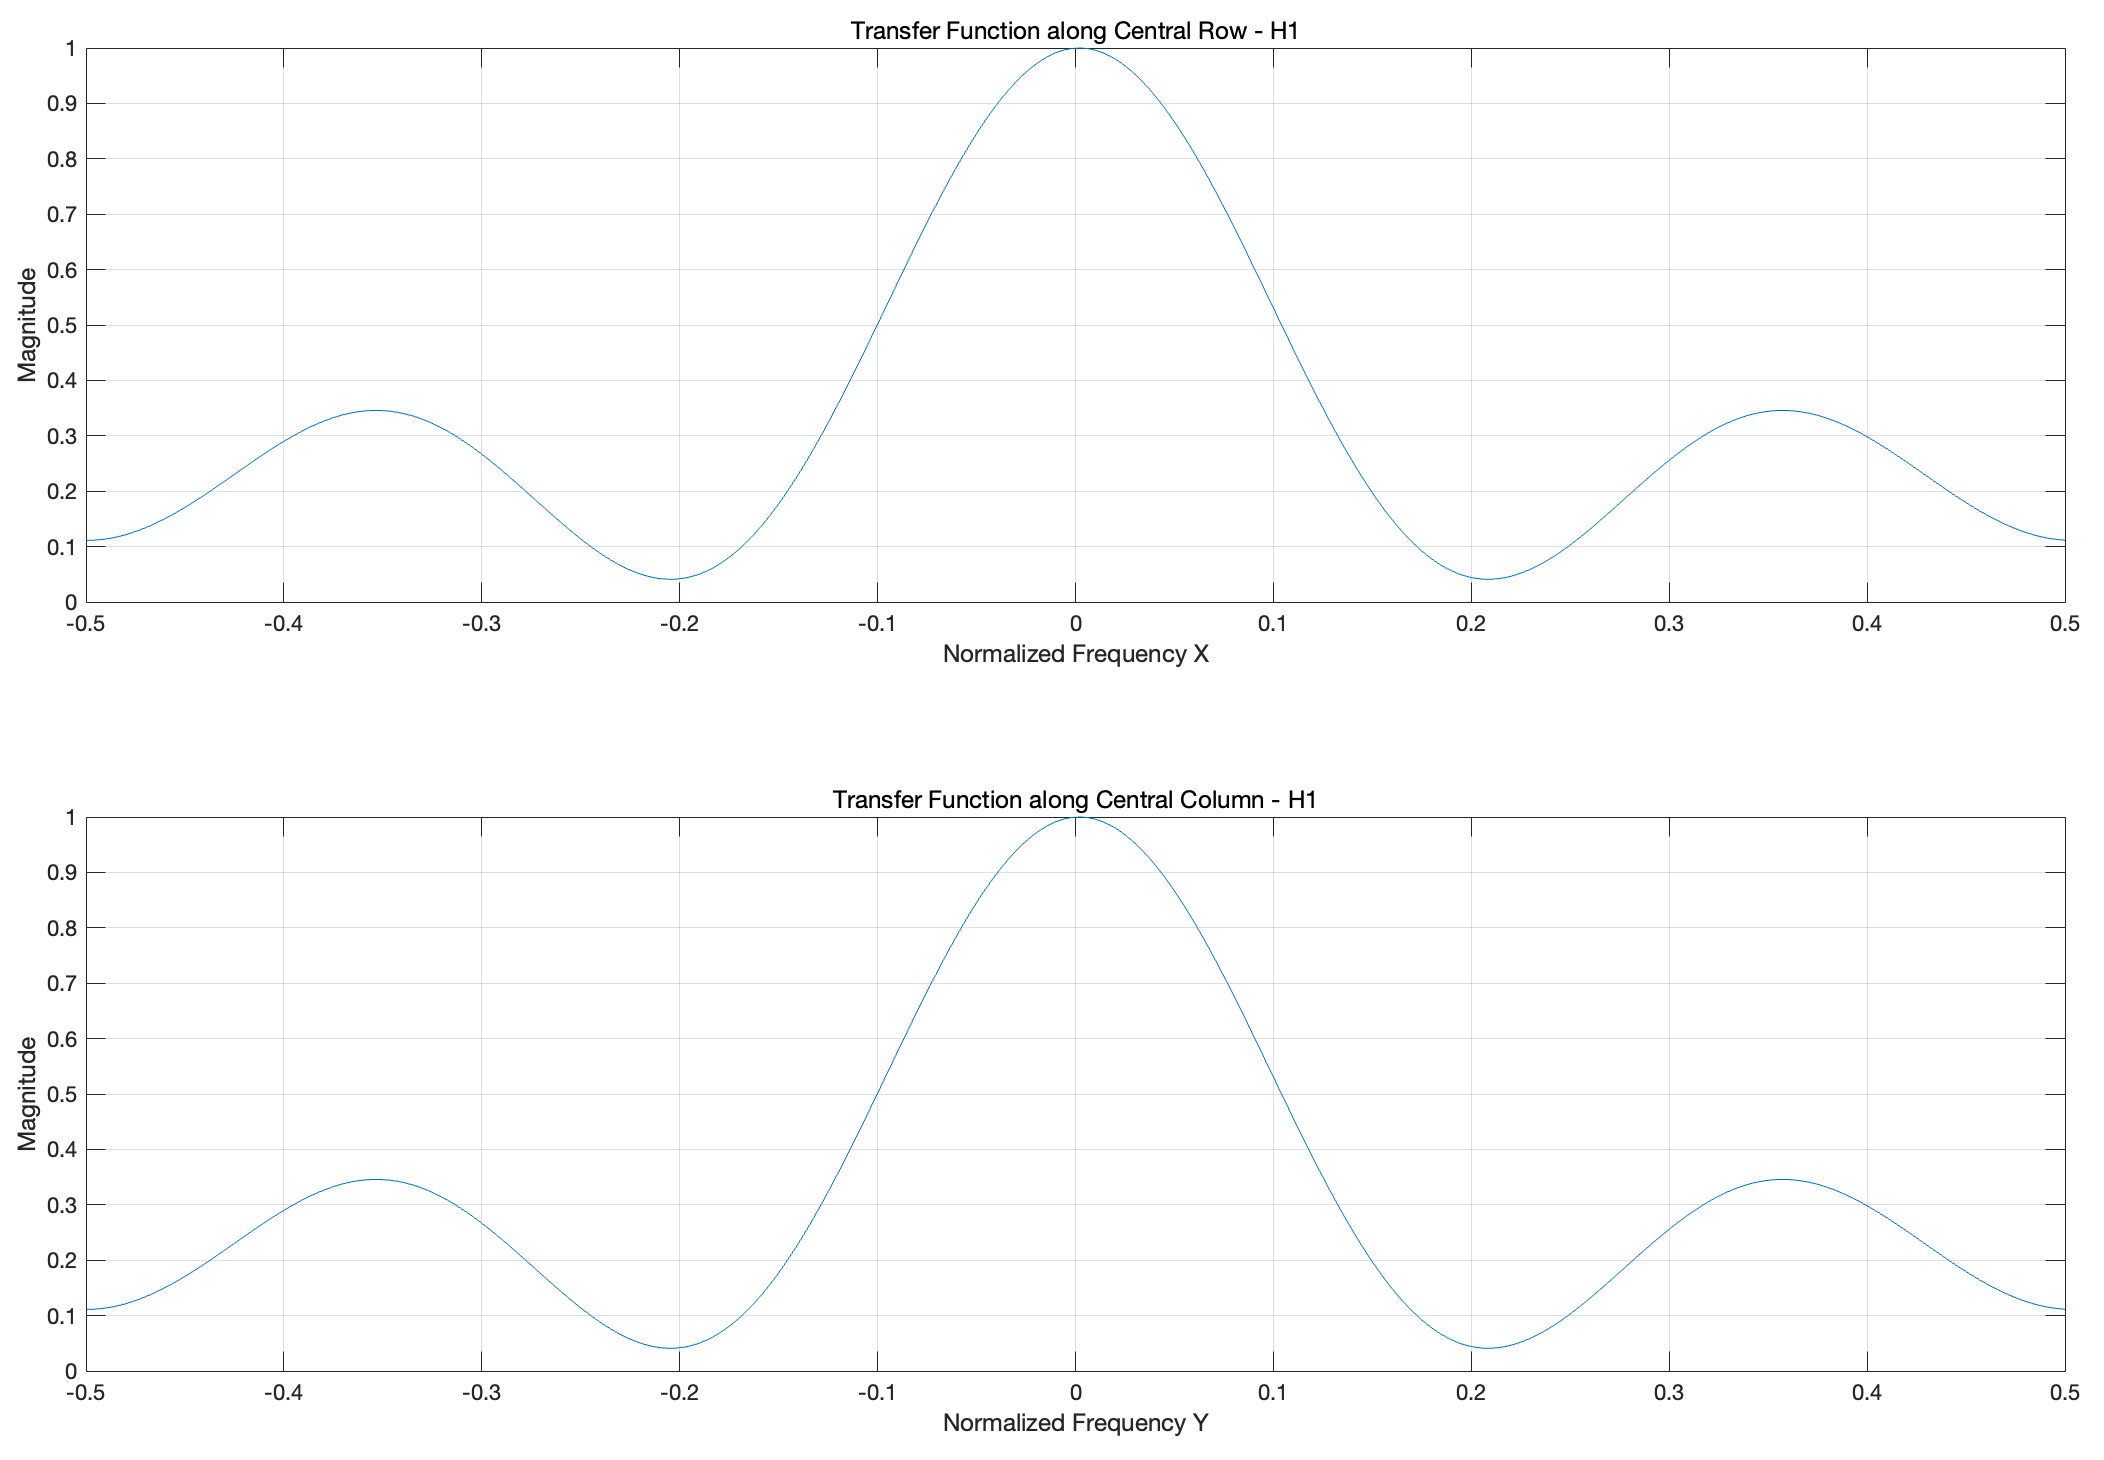 Transfer Function along Central Row - H1
1
0.9
0.8
0.7
0.6
0.5
0.4
0.3
0.2
0.1
0
Magnitude
-0.5 -0.4 -0.3 -0.2 -0.1 0 0.1 0.2 0.3 0.4 0.5
Normalized Frequency X
Transfer Function along Central Column - H1
1
0.9
0.8
0.7
0.6
0.5
0.4
0.3
0.2
0.1
0
Magnitude
-0.5 -0.4 -0.3 -0.2 -0.1 0 0.1 0.2 0.3 0.4 0.5
Normalized Frequency Y